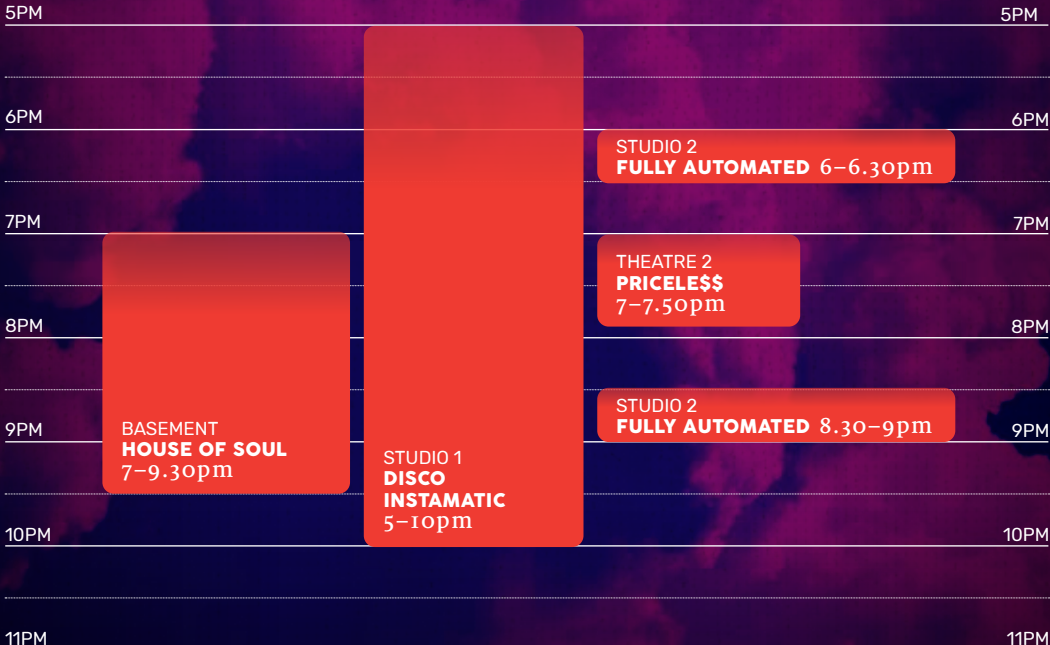 5PM
5PM
6PM
6PM
STUDIO 2
FULLY AUTOMATED 6–6.30pm
7PM
7PM
THEATRE 2
PRICELE$$
7–7.50pm
8PM
8PM
STUDIO 2
FULLY AUTOMATED 8.30–9pm
9PM
9PM
BASEMENT
HOUSE OF SOUL
7–9.30pm
STUDIO 1
DISCO
INSTAMATIC
5–10pm
10PM
10PM
11PM
11PM